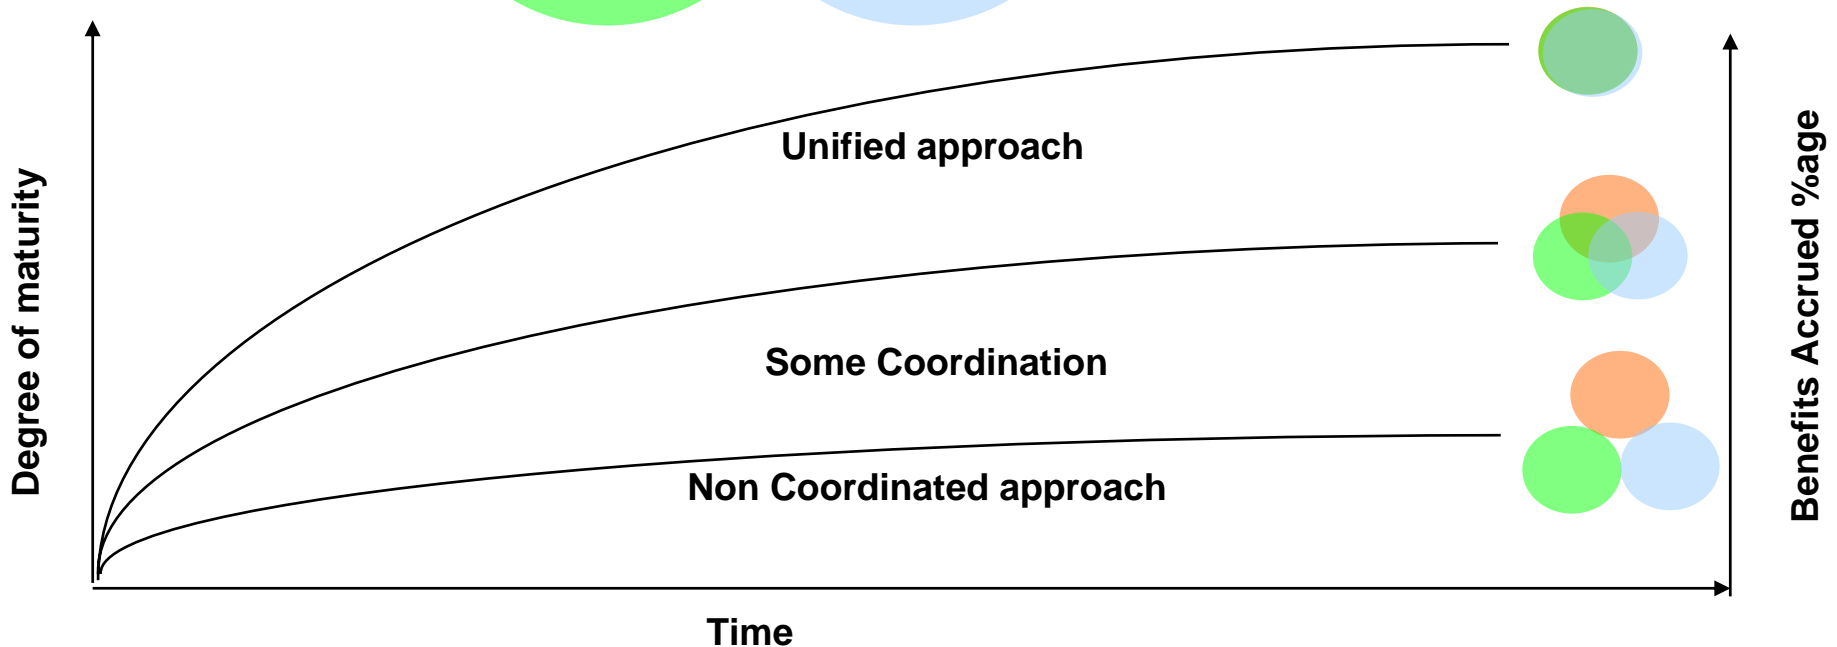 Degree of maturity
Unified approach
Some Coordination
Non Coordinated approach
Time
Benefits Accrued %age